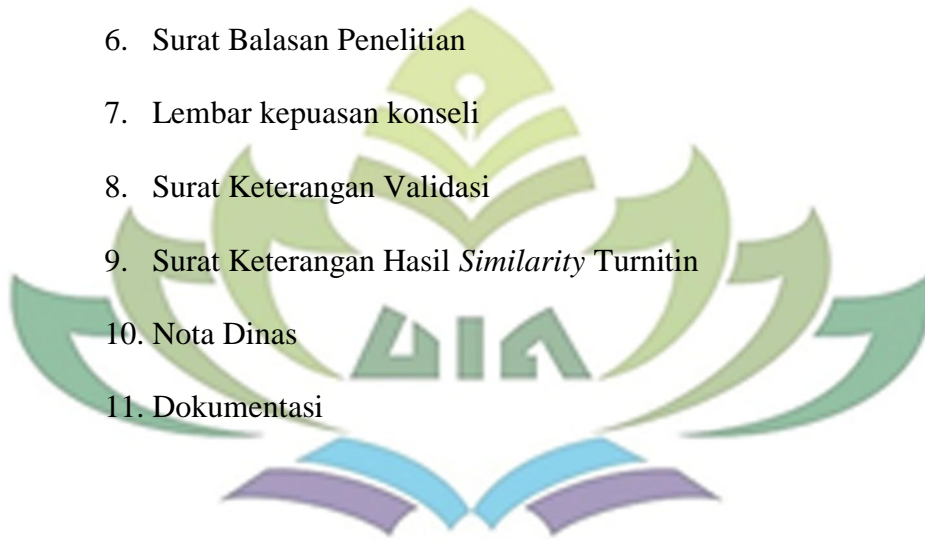 6. Surat Balasan Penelitian
7. Lembar kepuasan konseli
8. Surat Keterangan Validasi
9. Surat Keterangan Hasil Similarity Turnitin
10. Nota Dinas
11. Dokumentasi
UIN